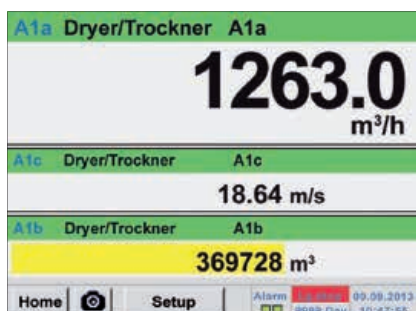 A1a Dryer/Trockner A1a
1263.0
m³/h
A1c Dryer/Trockner A1c
18.64 m/s
A1b Dryer/Trockner A1b
369728 m³
Home Setup Alarm 09.09.2013